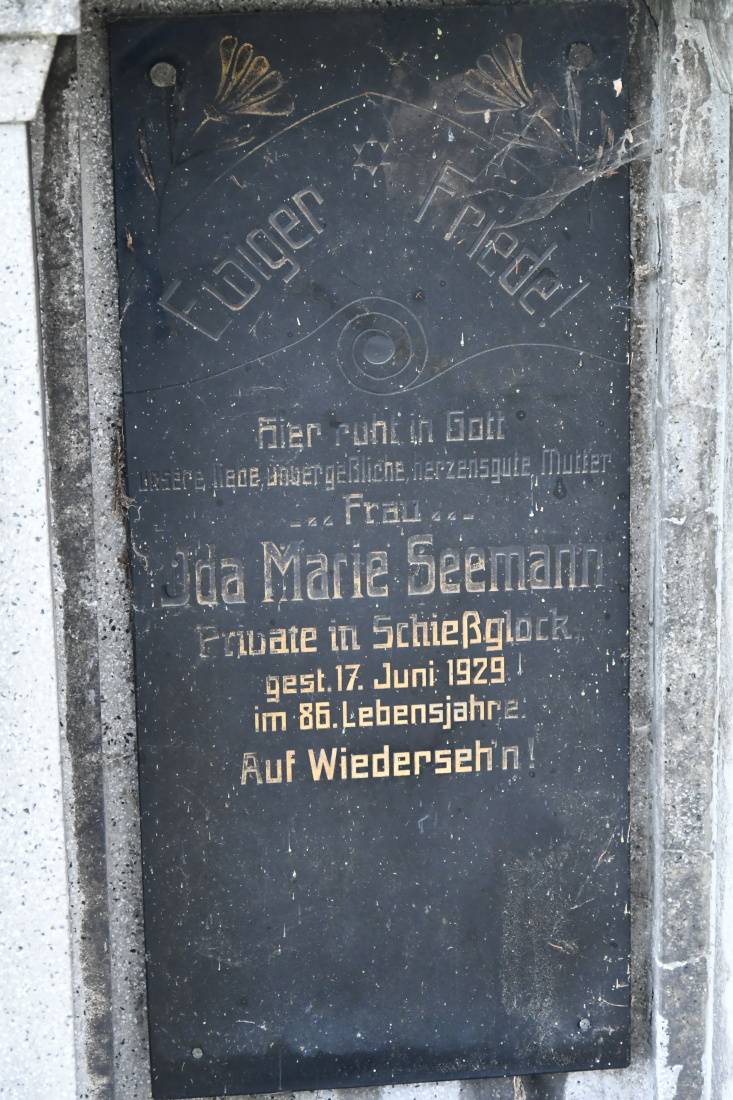 Ewiger Friede!
Hier ruht in Gott
unsere, liebe, unvergeßliche, herzensgute, Mutter
... Frau ...
Ida Marie Seemann
Private in Schießglock,
gest. 17. Juni 1929
im 86. Lebensjahre.
Auf Wiederseh'n!